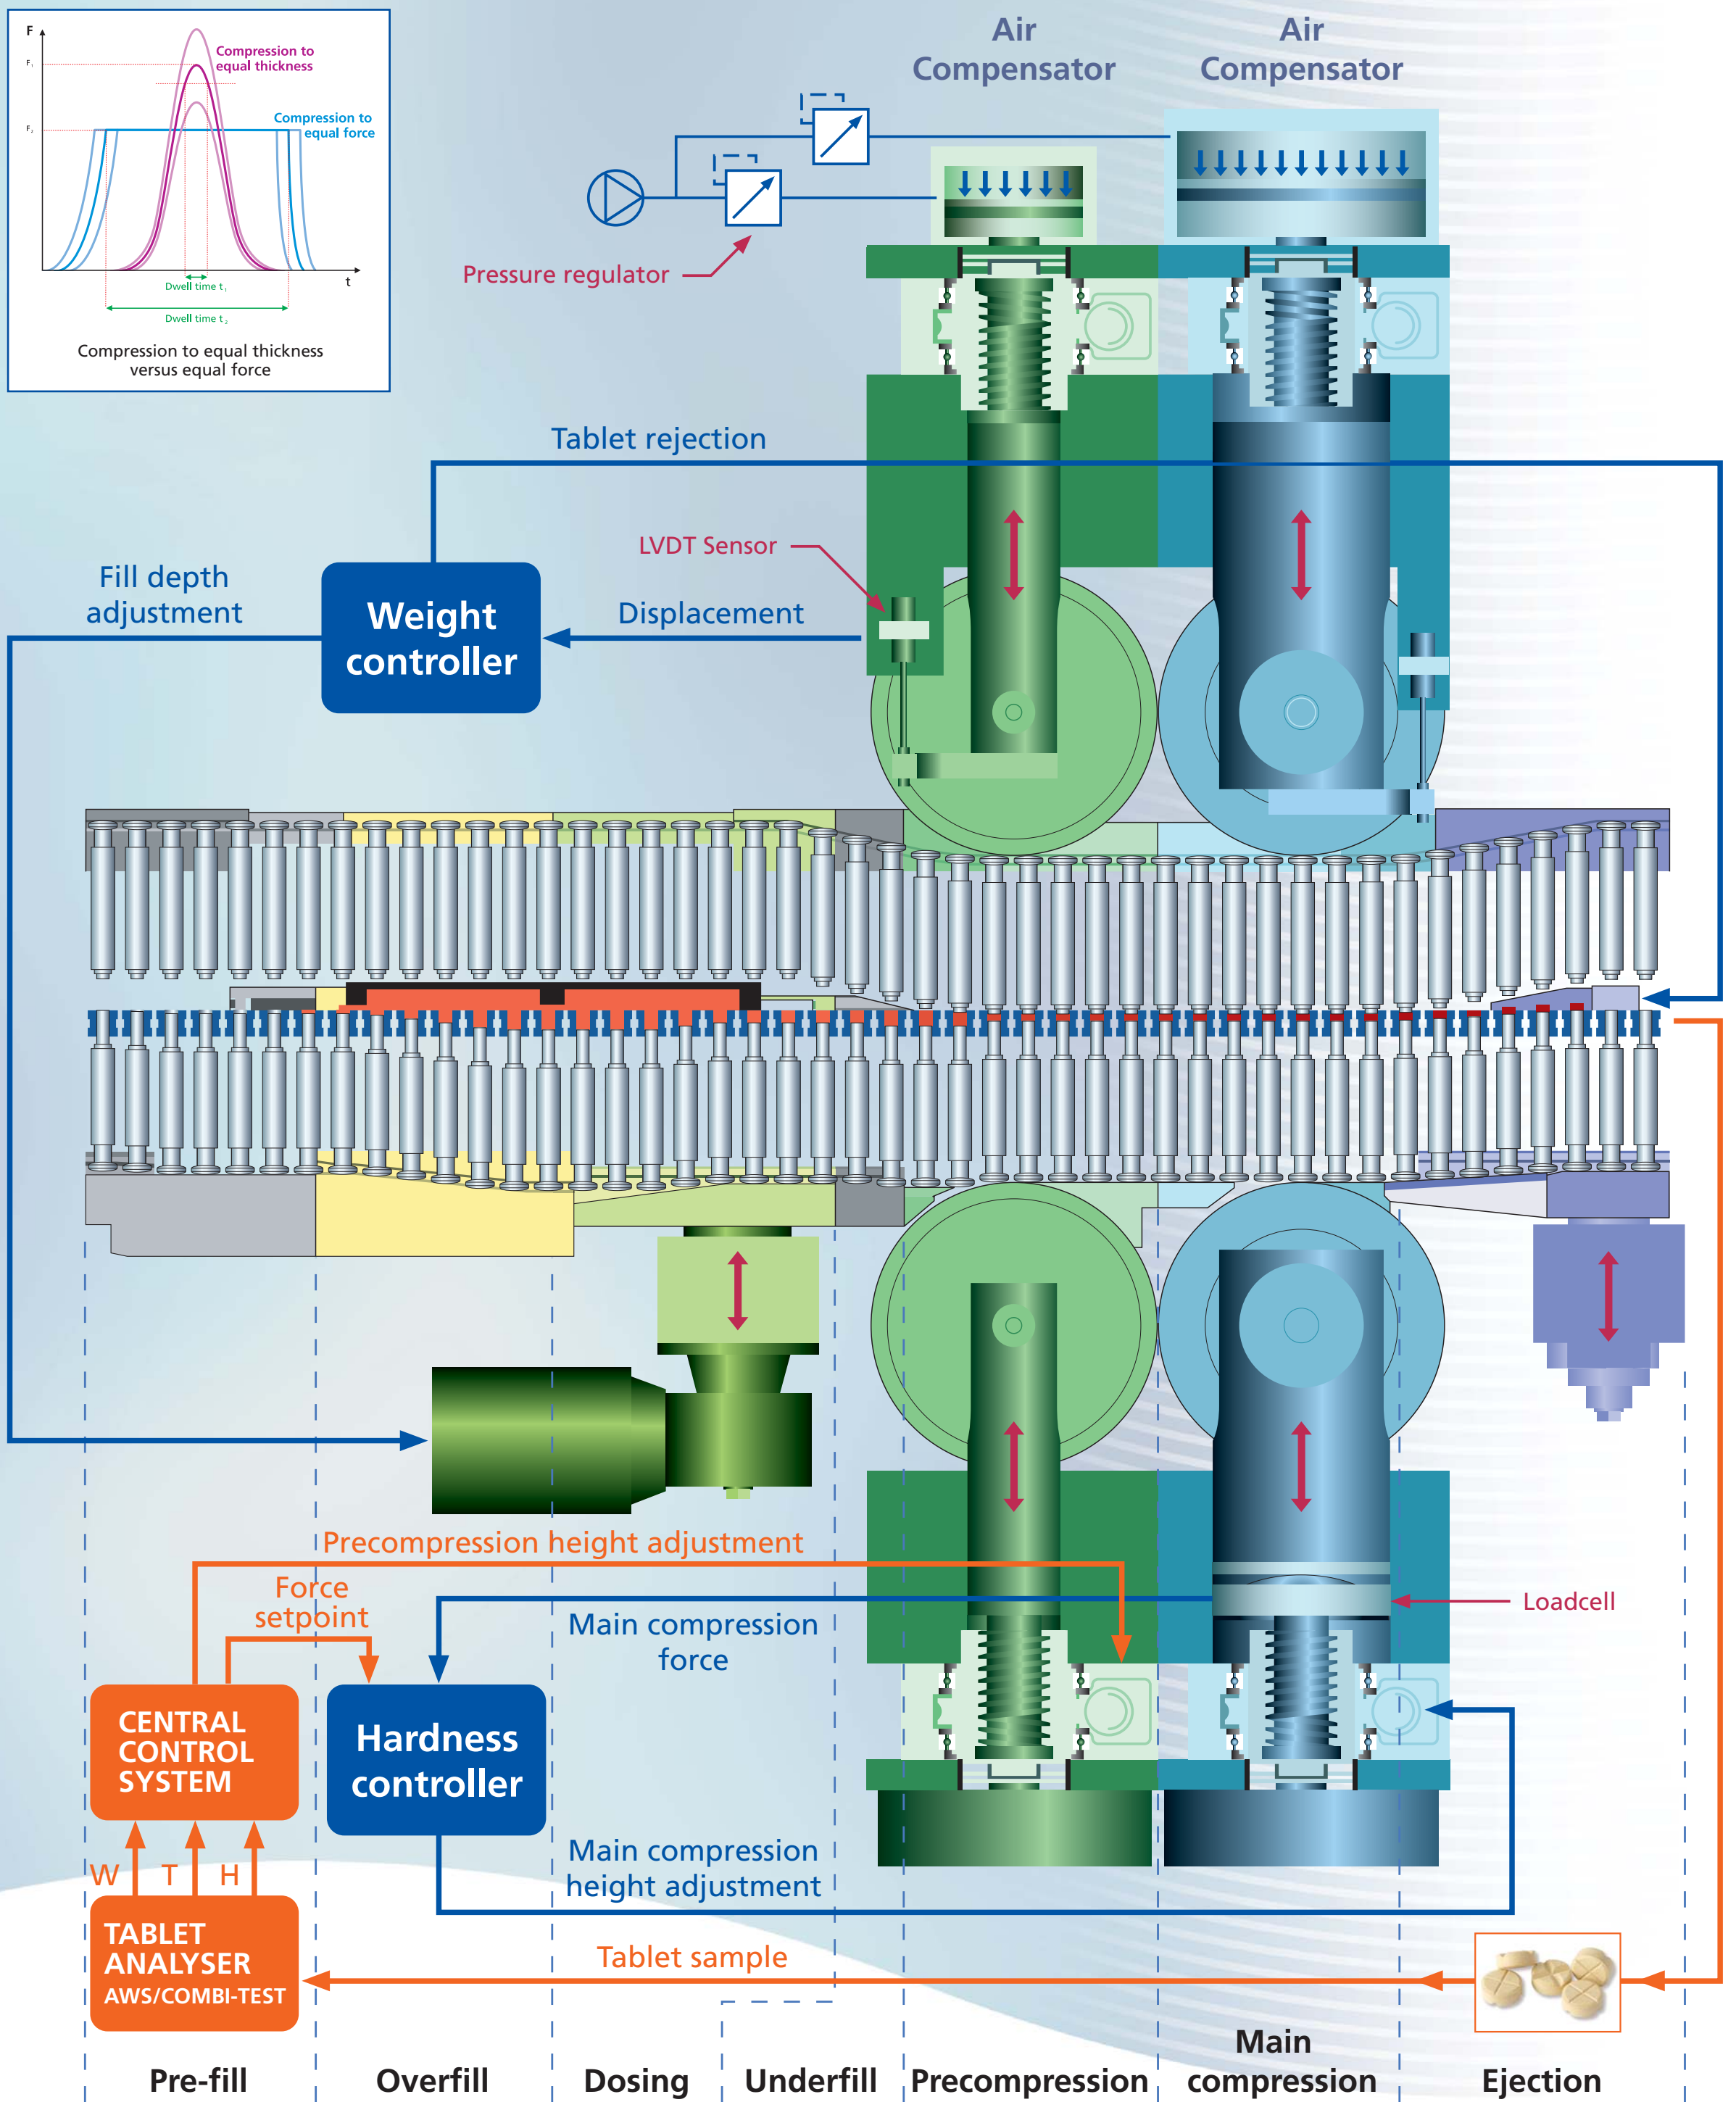 F
F₁
F₂
Compression to
equal thickness
Compression to
equal force
Dwell time t₁
t
Dwell time t₂
Compression to equal thickness
versus equal force
Air
Compensator
Air
Compensator
Pressure regulator
Tablet rejection
LVDT Sensor
Fill depth
adjustment
Weight
controller
Displacement
Precompression height adjustment
Force
setpoint
Main compression
force
Loadcell
CENTRAL
CONTROL
SYSTEM
Hardness
controller
W T H
Main compression
height adjustment
TABLET
ANALYSER
AWS/COMBI-TEST
Tablet sample
Pre-fill
Overfill
Dosing
Underfill
Precompression
Main
compression
Ejection